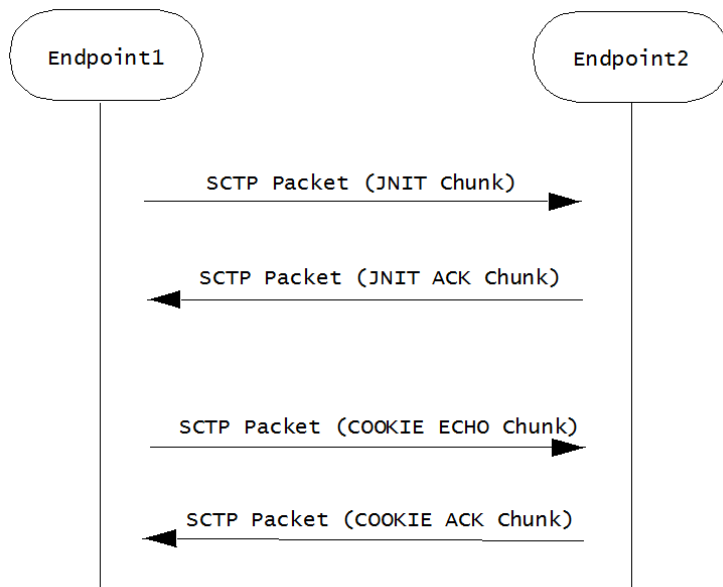 Endpoint1
Endpoint2
SCTP Packet (JNIT Chunk)
SCTP Packet (JNIT ACK Chunk)
SCTP Packet (COOKIE ECHO Chunk)
SCTP Packet (COOKIE ACK Chunk)